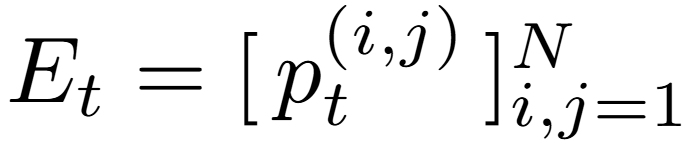 $E_t = [\, p_t^{(i,j)} \,]_{i,j=1}^{N}$